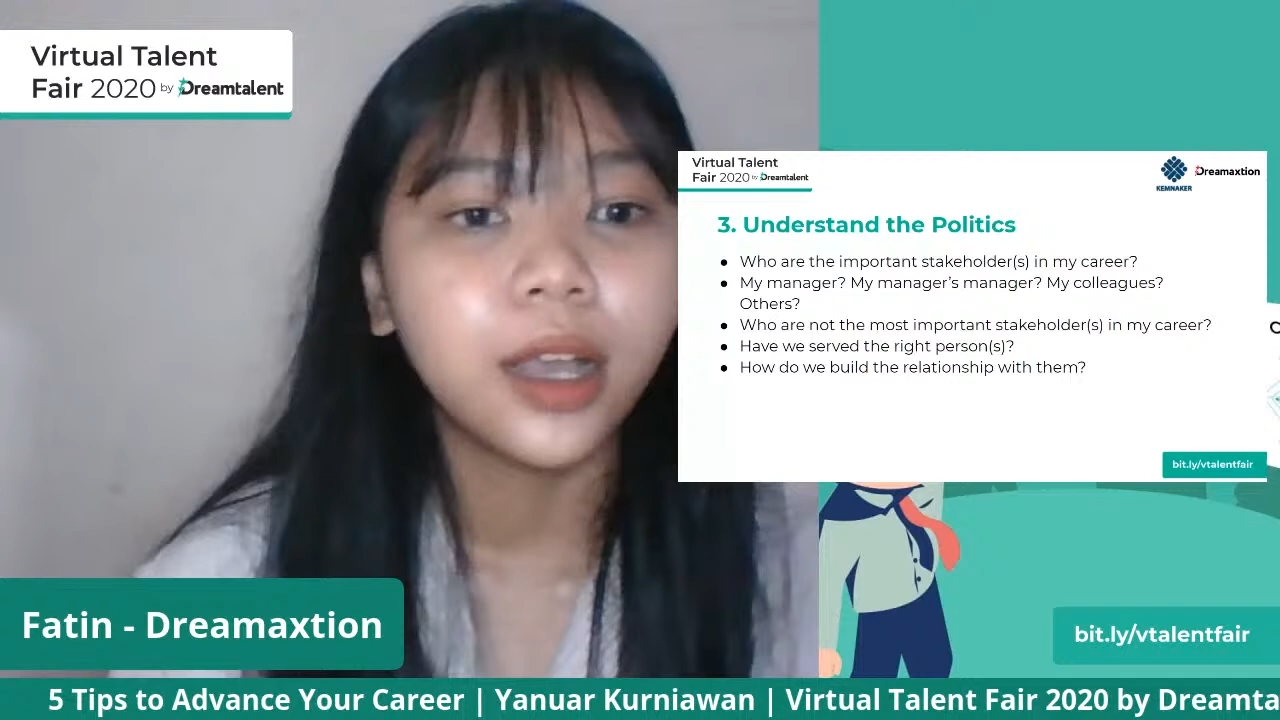 Virtual Talent
Fair 2020 by Dreamtalent
Virtual Talent
Fair 2020 by Dreamtalent
KEMNAKER
Dreamaxtion
3. Understand the Politics
● Who are the important stakeholder(s) in my career?
● My manager? My manager's manager? My colleagues?
Others?
● Who are not the most important stakeholder(s) in my career?
● Have we served the right person(s)?
● How do we build the relationship with them?
bit.ly/vtalentfair
Fatin - Dreamaxtion
bit.ly/vtalentfair
5 Tips to Advance Your Career | Yanuar Kurniawan | Virtual Talent Fair 2020 by Dreamta